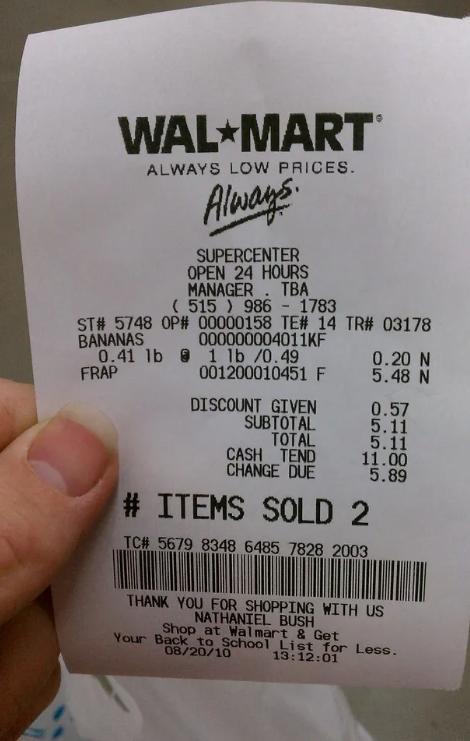 WAL★MART®
ALWAYS LOW PRICES.
Always.
SUPERCENTER
OPEN 24 HOURS
MANAGER . TBA
( 515 ) 986 - 1783
ST# 5748 OP# 00000158 TE# 14 TR# 03178
BANANAS 000000004011KF
0.41 lb @ 1 lb /0.49 0.20 N
FRAP 001200010451 F 5.48 N
DISCOUNT GIVEN 0.57
SUBTOTAL 5.11
TOTAL 5.11
CASH TEND 11.00
CHANGE DUE 5.89
# ITEMS SOLD 2
TC# 5679 8348 6485 7828 2003
THANK YOU FOR SHOPPING WITH US
NATHANIEL BUSH
Shop at Walmart & Get
Your Back to School List for Less.
08/20/10 13:12:01